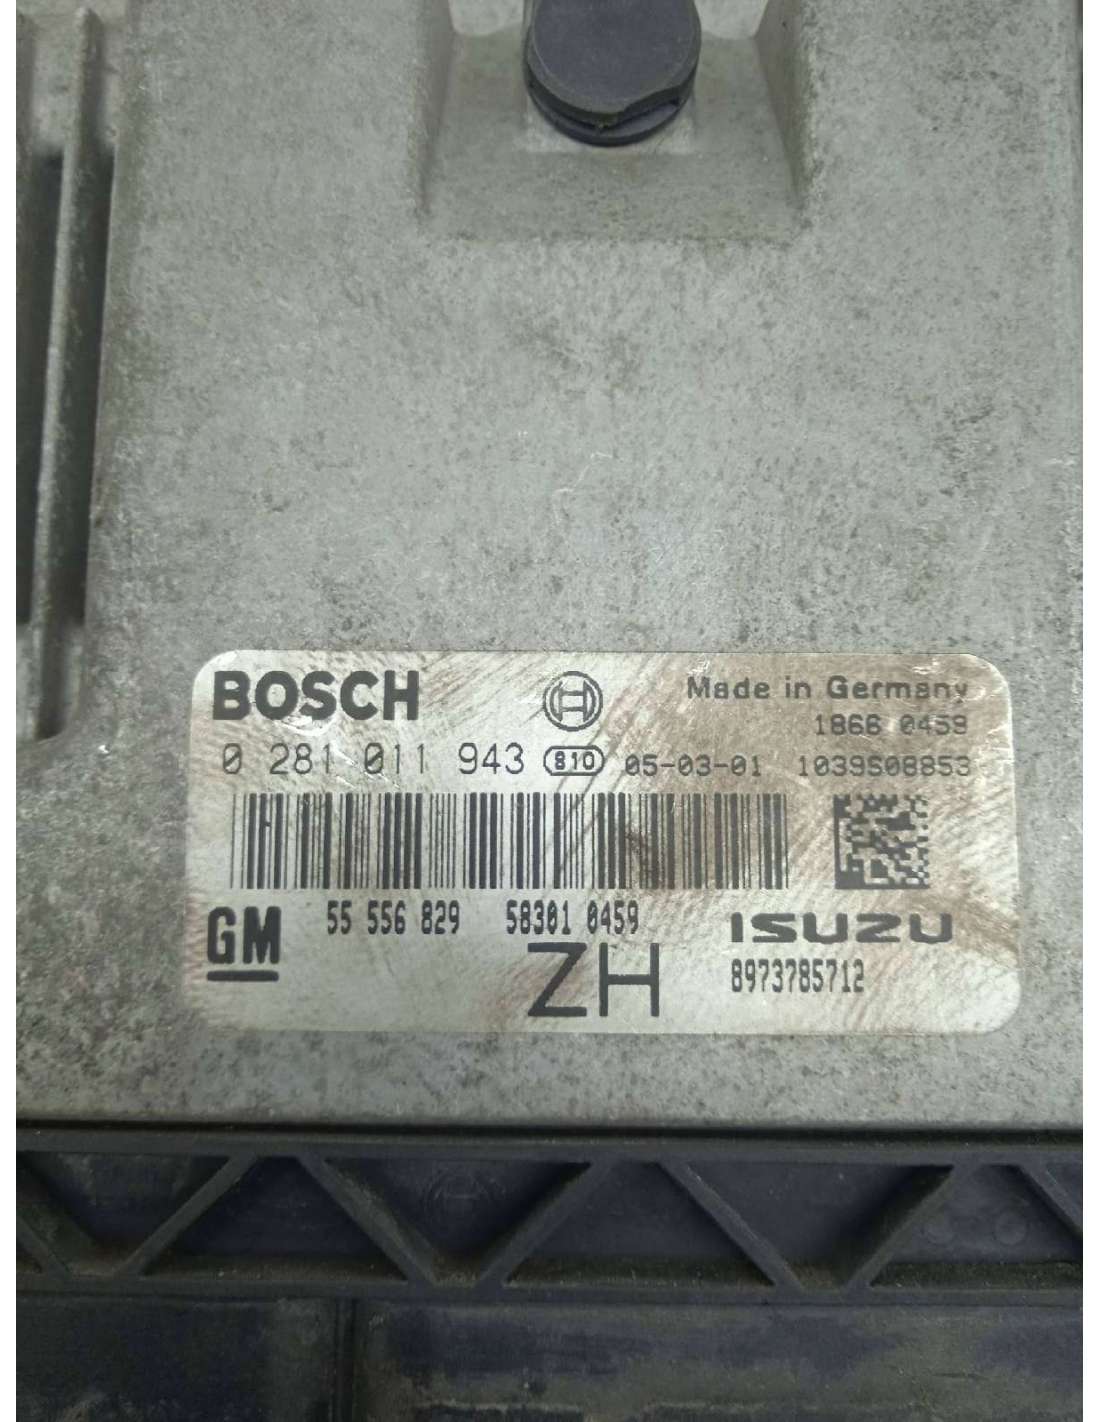 BOSCH
Made in Germany
1866 0459
0 281 011 943 810 05-03-01 1039S08853
GM 55 556 829 58301 0459 ISUZU
ZH 8973785712